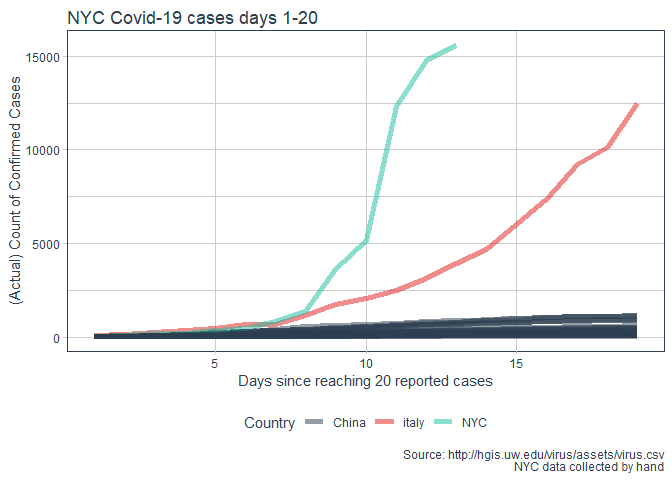 NYC Covid-19 cases days 1-20
(Actual) Count of Confirmed Cases
15000
10000
5000
0
5 10 15
Days since reaching 20 reported cases
Country China italy NYC
Source: http://hgis.uw.edu/virus/assets/virus.csv
NYC data collected by hand